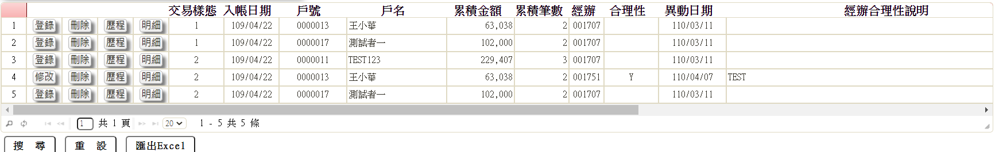 交易樣態 入帳日期 戶號 戶名 累積金額 累積筆數 經辦 合理性 異動日期 經辦合理性說明
1 登錄 刪除 歷程 明細 1 109/04/22 0000013 王小華 63,038 2 001707 110/03/11
2 登錄 刪除 歷程 明細 1 109/04/22 0000017 測試者一 102,000 2 001707 110/03/11
3 登錄 刪除 歷程 明細 2 109/04/22 0000011 TEST123 229,407 3 001707 110/03/11
4 修改 刪除 歷程 明細 2 109/04/22 0000013 王小華 63,038 2 001751 Y 110/04/07 TEST
5 登錄 刪除 歷程 明細 2 109/04/22 0000017 測試者一 102,000 2 001707 110/03/11
1 共 1 頁 20 1 - 5 共 5 條
搜 尋 重 設 匯出Excel